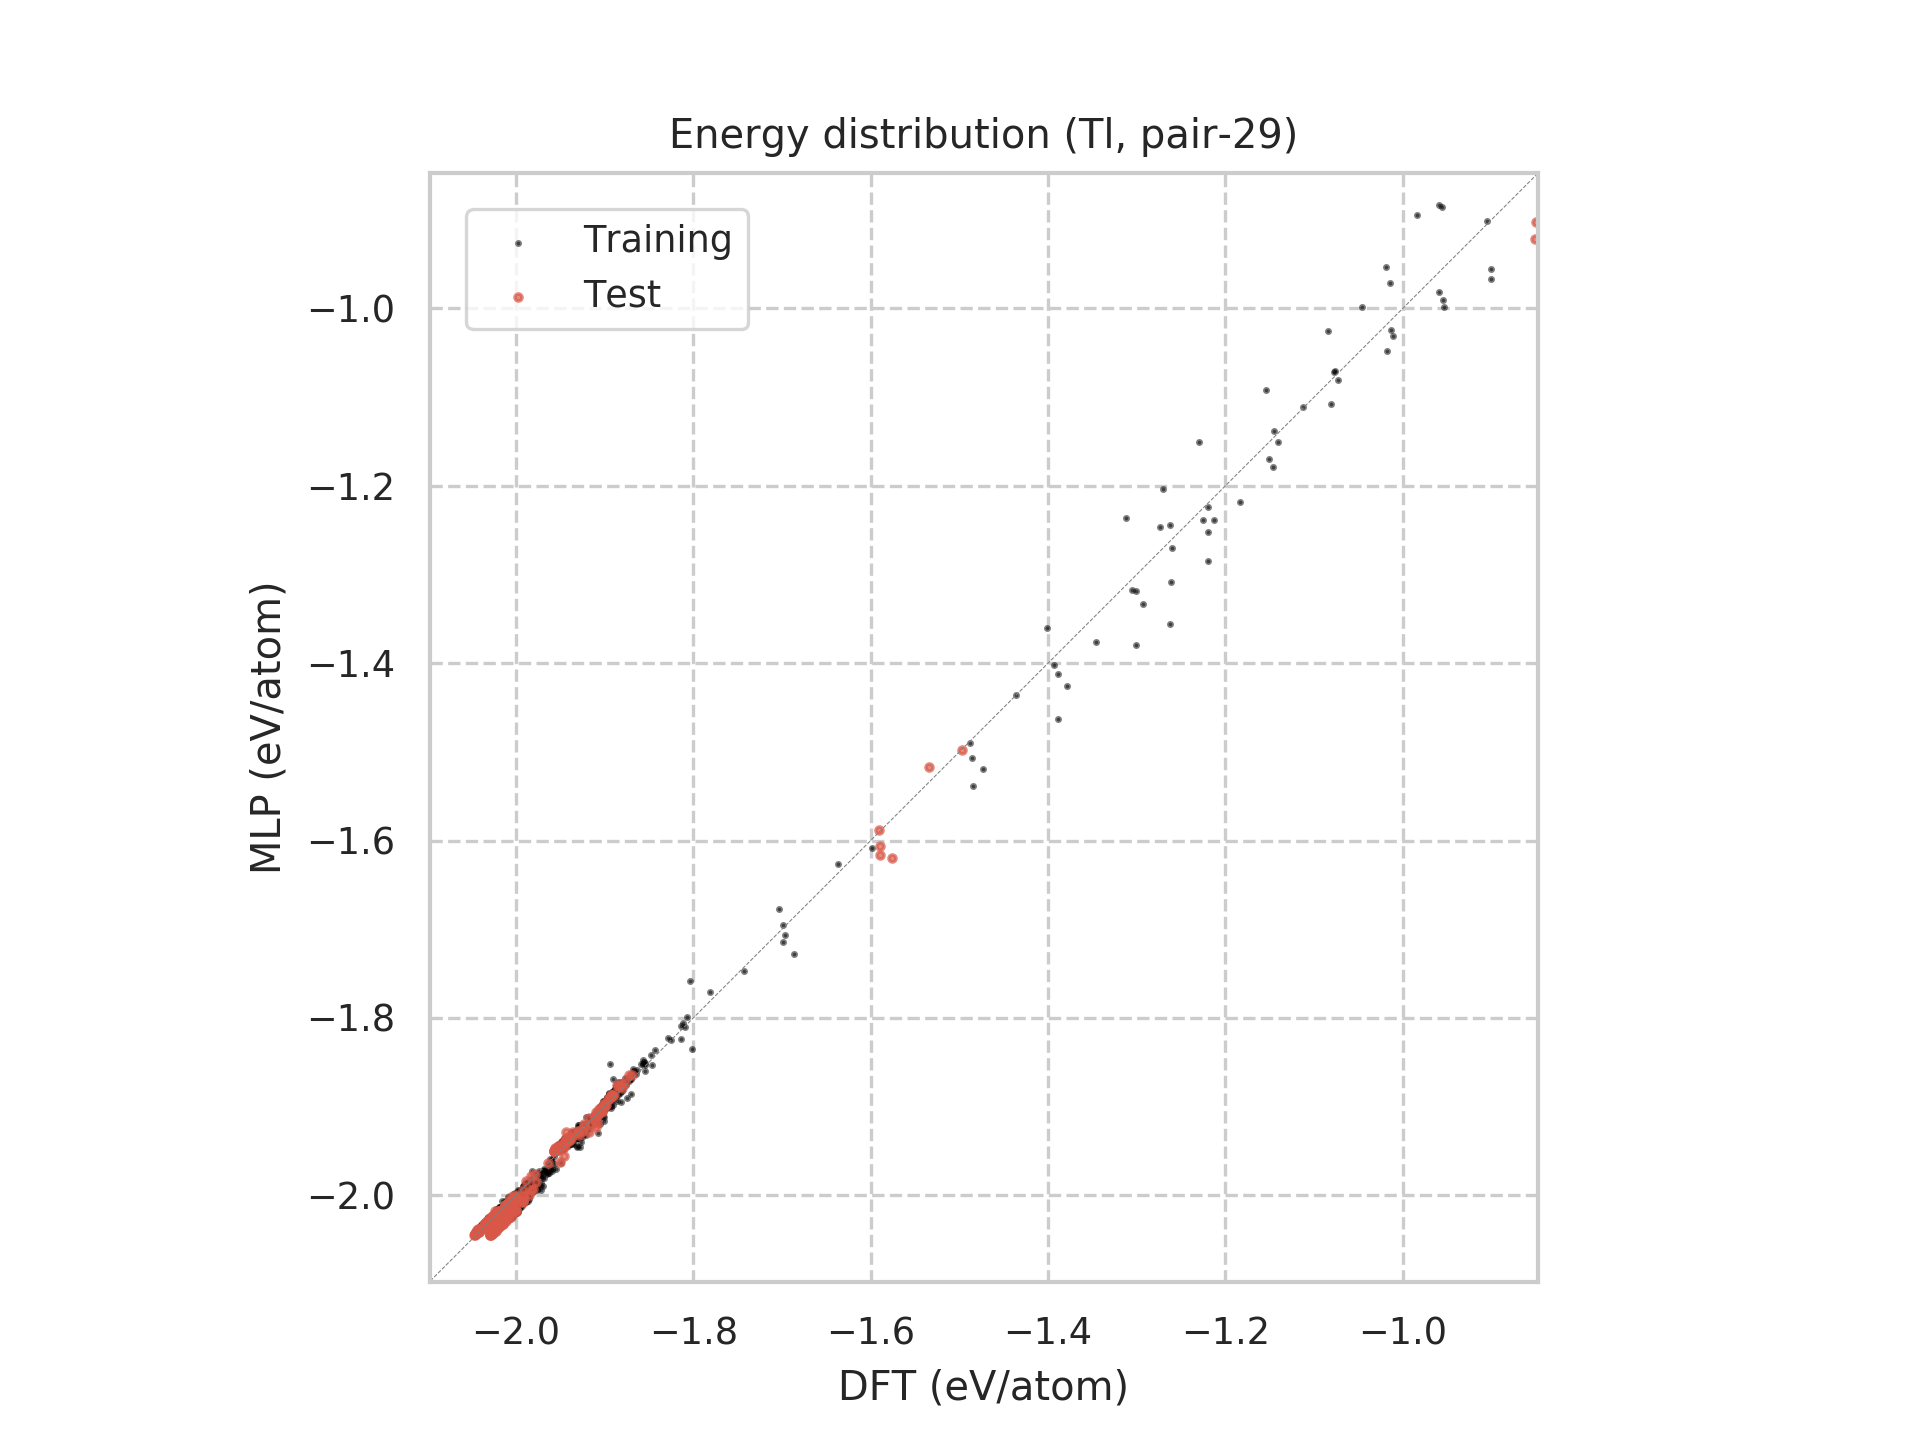 Energy distribution (Tl, pair-29)
Training
Test
MLP (eV/atom)
−1.0
−1.2
−1.4
−1.6
−1.8
−2.0
−2.0 −1.8 −1.6 −1.4 −1.2 −1.0
DFT (eV/atom)